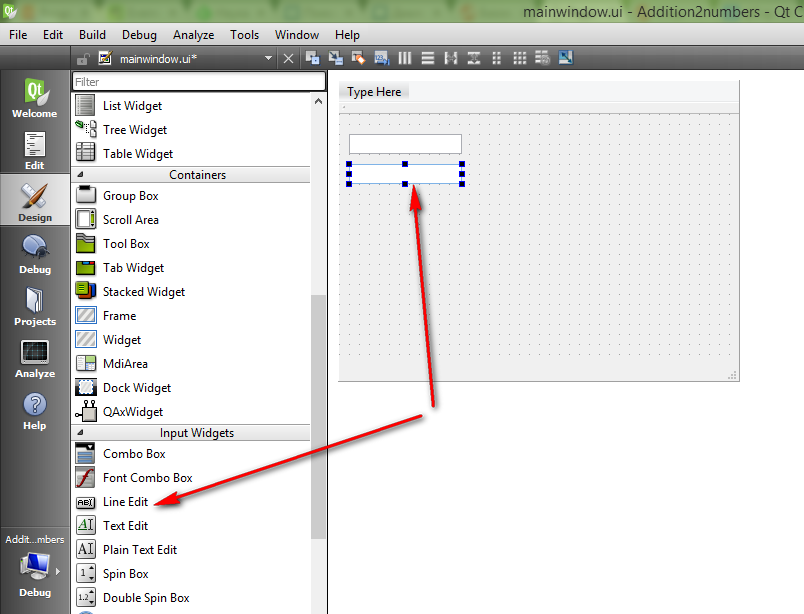 mainwindow.ui - Addition2numbers - Qt C
File Edit Build Debug Analyze Tools Window Help
mainwindow.ui*
Filter
Welcome
Edit
Design
Debug
Projects
Analyze
Help
Addit...mbers
Debug
List Widget
Tree Widget
Table Widget
Containers
Group Box
Scroll Area
Tool Box
Tab Widget
Stacked Widget
Frame
Widget
MdiArea
Dock Widget
QAxWidget
Input Widgets
Combo Box
Font Combo Box
Line Edit
Text Edit
Plain Text Edit
Spin Box
Double Spin Box
Type Here